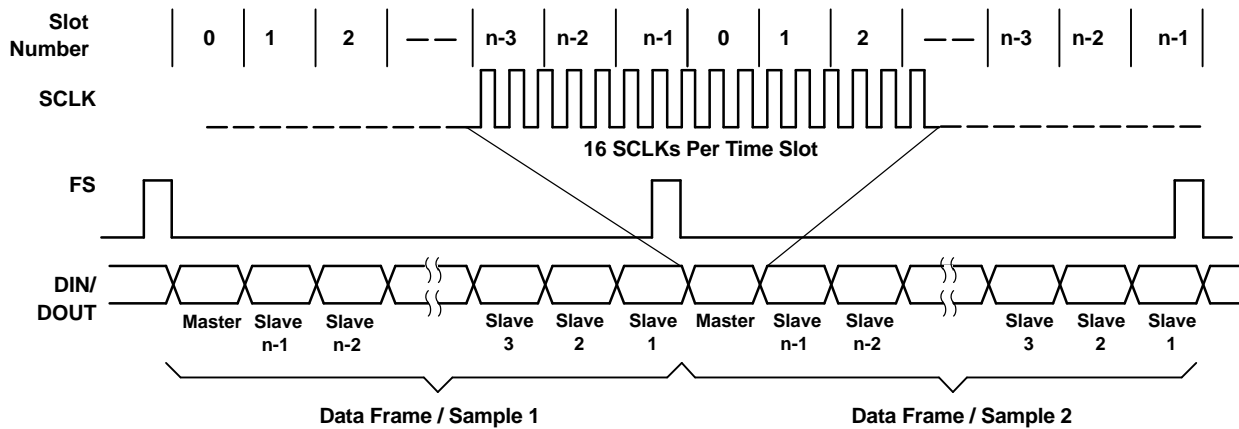 Slot
Number
0 1 2 n-3 n-2 n-1 0 1 2 n-3 n-2 n-1
SCLK
16 SCLKs Per Time Slot
FS
DIN/
DOUT
Master Slave Slave Slave Slave Slave Master Slave Slave Slave Slave Slave
n-1 n-2 3 2 1 n-1 n-2 3 2 1
Data Frame / Sample 1 Data Frame / Sample 2